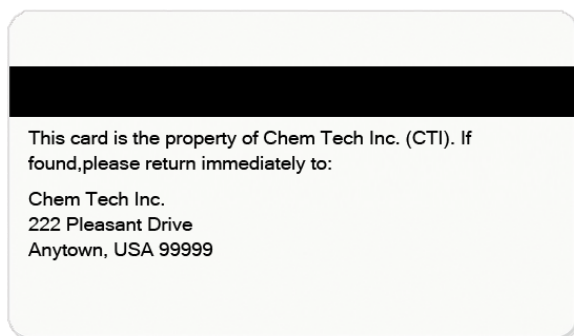 This card is the property of Chem Tech Inc. (CTI). If
found,please return immediately to:
Chem Tech Inc.
222 Pleasant Drive
Anytown, USA 99999